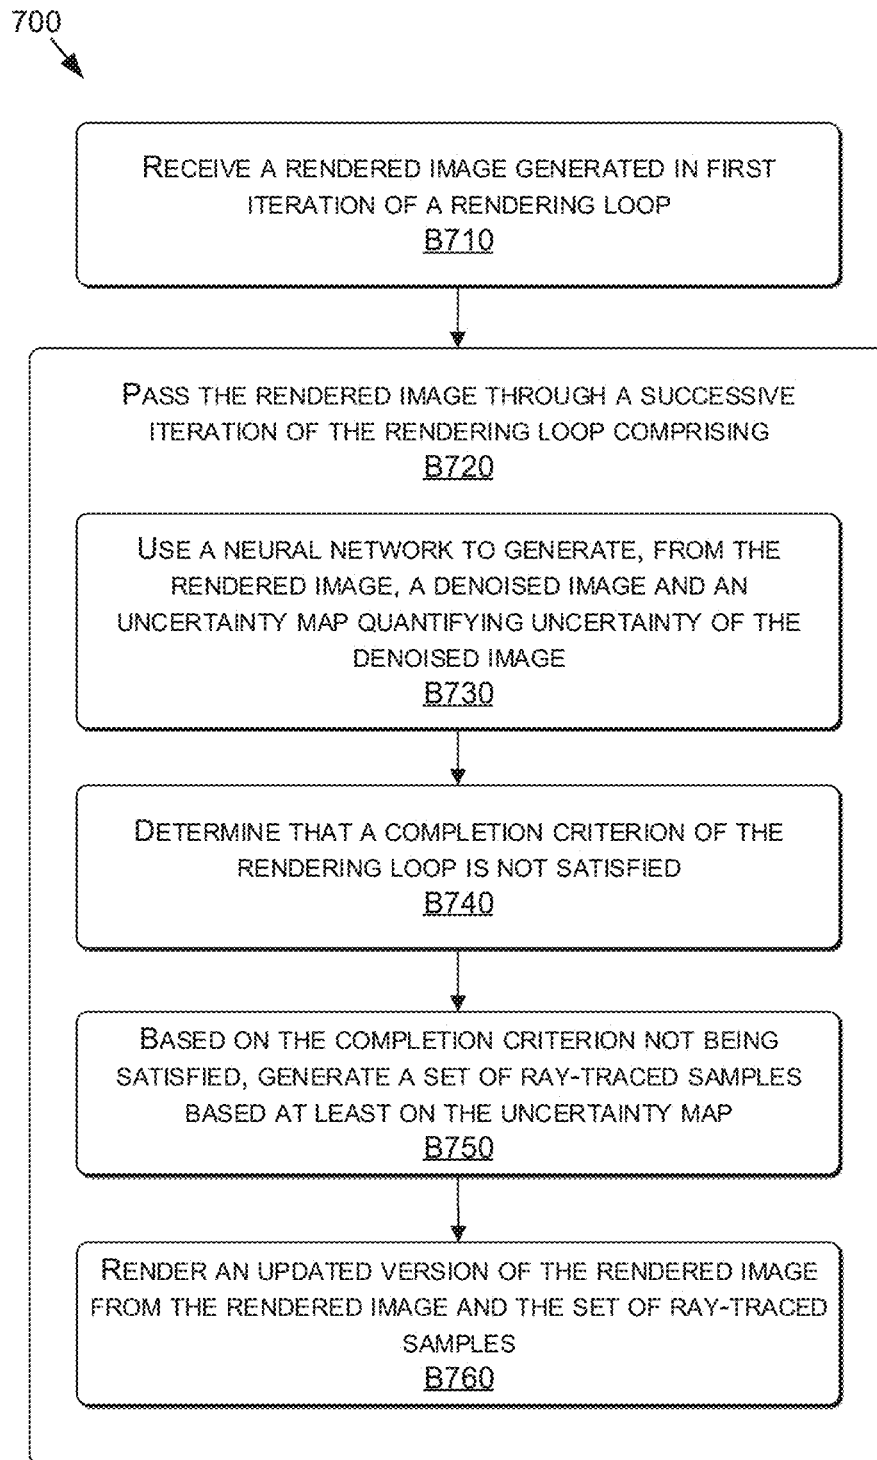 700
RECEIVE A RENDERED IMAGE GENERATED IN FIRST
ITERATION OF A RENDERING LOOP
B710
PASS THE RENDERED IMAGE THROUGH A SUCCESSIVE
ITERATION OF THE RENDERING LOOP COMPRISING
B720
USE A NEURAL NETWORK TO GENERATE, FROM THE
RENDERED IMAGE, A DENOISED IMAGE AND AN
UNCERTAINTY MAP QUANTIFYING UNCERTAINTY OF THE
DENOISED IMAGE
B730
DETERMINE THAT A COMPLETION CRITERION OF THE
RENDERING LOOP IS NOT SATISFIED
B740
BASED ON THE COMPLETION CRITERION NOT BEING
SATISFIED, GENERATE A SET OF RAY-TRACED SAMPLES
BASED AT LEAST ON THE UNCERTAINTY MAP
B750
RENDER AN UPDATED VERSION OF THE RENDERED IMAGE
FROM THE RENDERED IMAGE AND THE SET OF RAY-TRACED
SAMPLES
B760